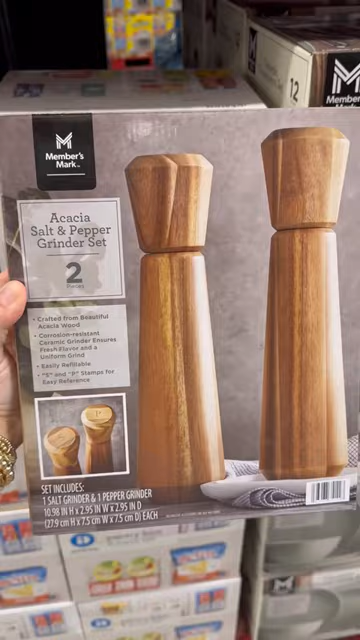 Member's
Mark™
Acacia
Salt & Pepper
Grinder Set
2
Pieces
• Crafted from Beautiful
Acacia Wood
• Corrosion-resistant
Ceramic Grinder Ensures
Fresh Flavor and a
Uniform Grind
• Easily Refillable
• "S" and "P" Stamps for
Easy Reference
P
SET INCLUDES:
1 SALT GRINDER & 1 PEPPER GRINDER
10.98 IN H x 2.95 IN W x 2.95 IN D
(27.9 cm H x 7.5 cm W x 7.5 cm D) EACH
12
Member's
Mark